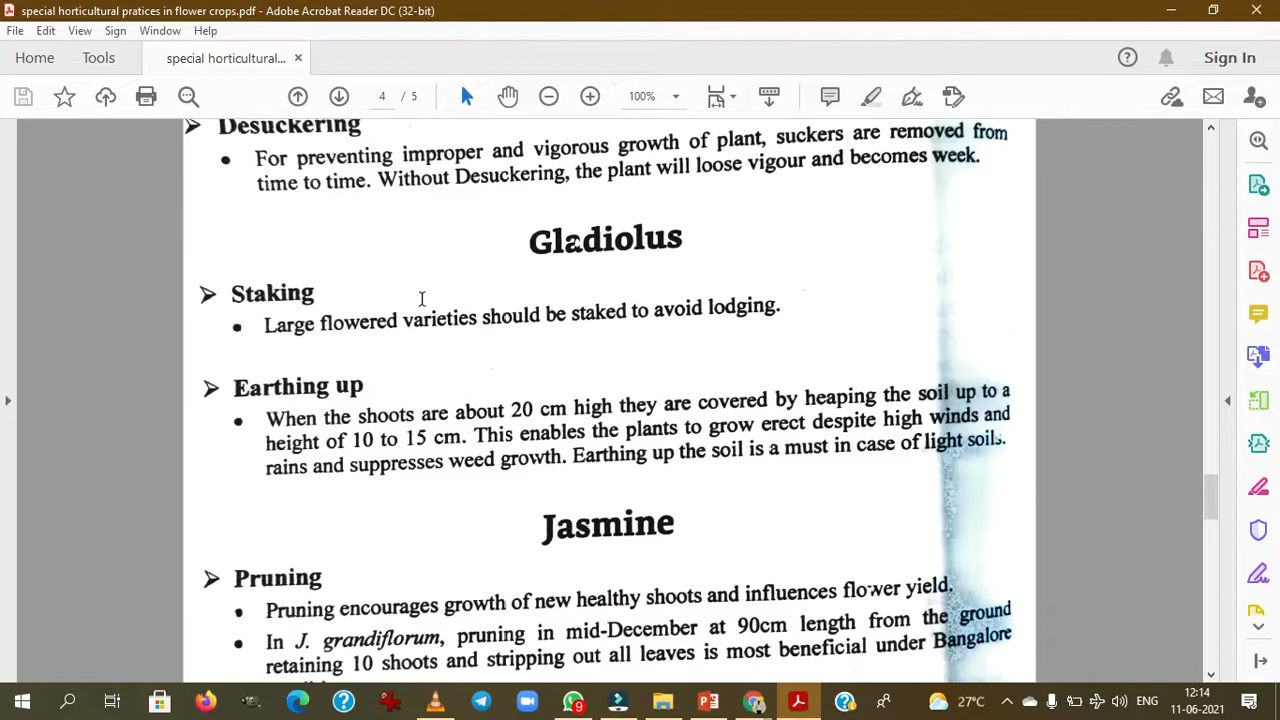 special horticultural pratices in flower crops.pdf - Adobe Acrobat Reader DC (32-bit)
File Edit View Sign Window Help
Home Tools special horticultural... ×
4 / 5 100% Sign In
Desuckering
• For preventing improper and vigorous growth of plant, suckers are removed from
time to time. Without Desuckering, the plant will loose vigour and becomes week.
Gladiolus
Staking
• Large flowered varieties should be staked to avoid lodging.
Earthing up
• When the shoots are about 20 cm high they are covered by heaping the soil up to a
height of 10 to 15 cm. This enables the plants to grow erect despite high winds and
rains and suppresses weed growth. Earthing up the soil is a must in case of light soils.
Jasmine
Pruning
• Pruning encourages growth of new healthy shoots and influences flower yield.
• In J. grandiflorum, pruning in mid-December at 90cm length from the ground
retaining 10 shoots and stripping out all leaves is most beneficial under Bangalore
9 27°C ENG 12:14
11-06-2021